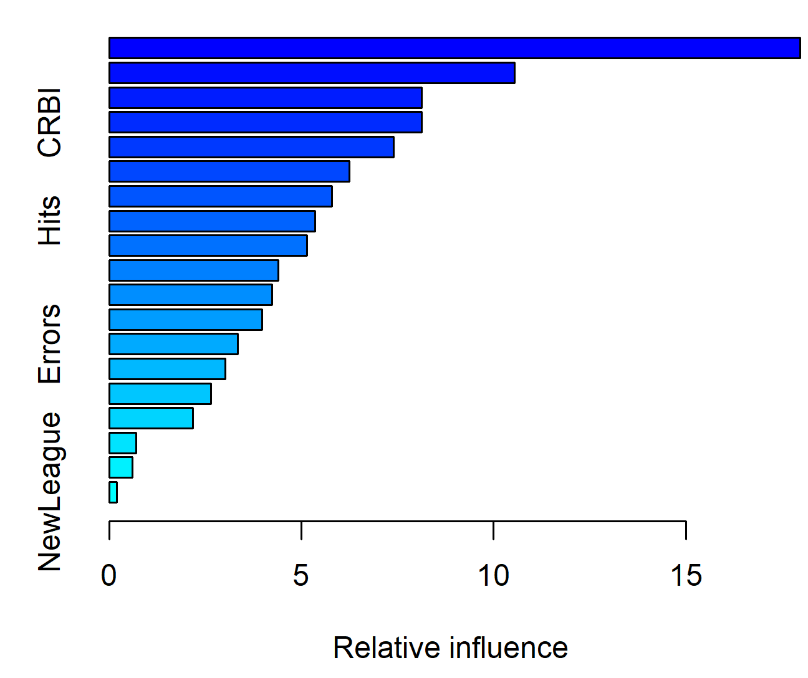 CRBI
Hits
Errors
NewLeague
0 5 10 15
Relative influence